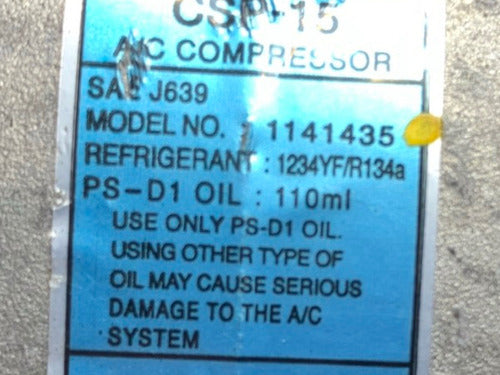 CSP-15
A/C COMPRESSOR
SAE J639
MODEL NO. : 1141435
REFRIGERANT : 1234YF/R134a
PS-D1 OIL : 110ml
USE ONLY PS-D1 OIL.
USING OTHER TYPE OF
OIL MAY CAUSE SERIOUS
DAMAGE TO THE A/C
SYSTEM